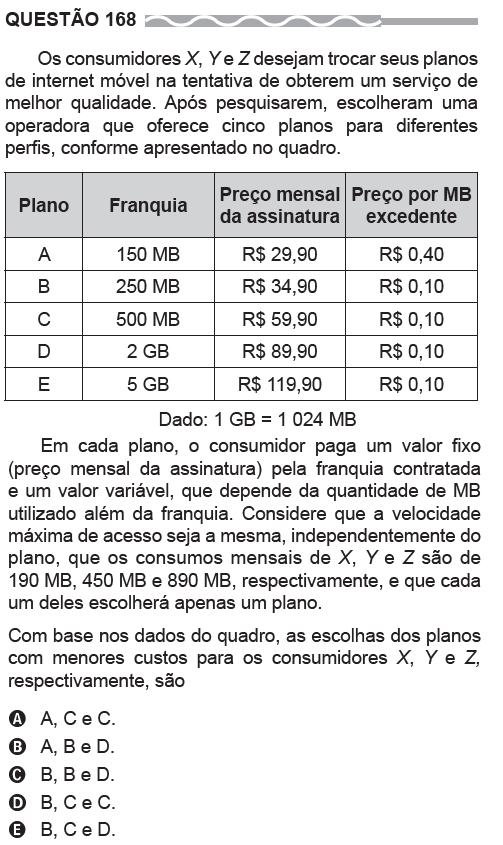 QUESTÃO 168
Os consumidores X, Y e Z desejam trocar seus planos
de internet móvel na tentativa de obterem um serviço de
melhor qualidade. Após pesquisarem, escolheram uma
operadora que oferece cinco planos para diferentes
perfis, conforme apresentado no quadro.
Plano Franquia Preço mensal da assinatura Preço por MB excedente
A 150 MB R$ 29,90 R$ 0,40
B 250 MB R$ 34,90 R$ 0,10
C 500 MB R$ 59,90 R$ 0,10
D 2 GB R$ 89,90 R$ 0,10
E 5 GB R$ 119,90 R$ 0,10
Dado: 1 GB = 1 024 MB
Em cada plano, o consumidor paga um valor fixo
(preço mensal da assinatura) pela franquia contratada
e um valor variável, que depende da quantidade de MB
utilizado além da franquia. Considere que a velocidade
máxima de acesso seja a mesma, independentemente do
plano, que os consumos mensais de X, Y e Z são de
190 MB, 450 MB e 890 MB, respectivamente, e que cada
um deles escolherá apenas um plano.
Com base nos dados do quadro, as escolhas dos planos
com menores custos para os consumidores X, Y e Z,
respectivamente, são
A A, C e C.
B A, B e D.
C B, B e D.
D B, C e C.
E B, C e D.